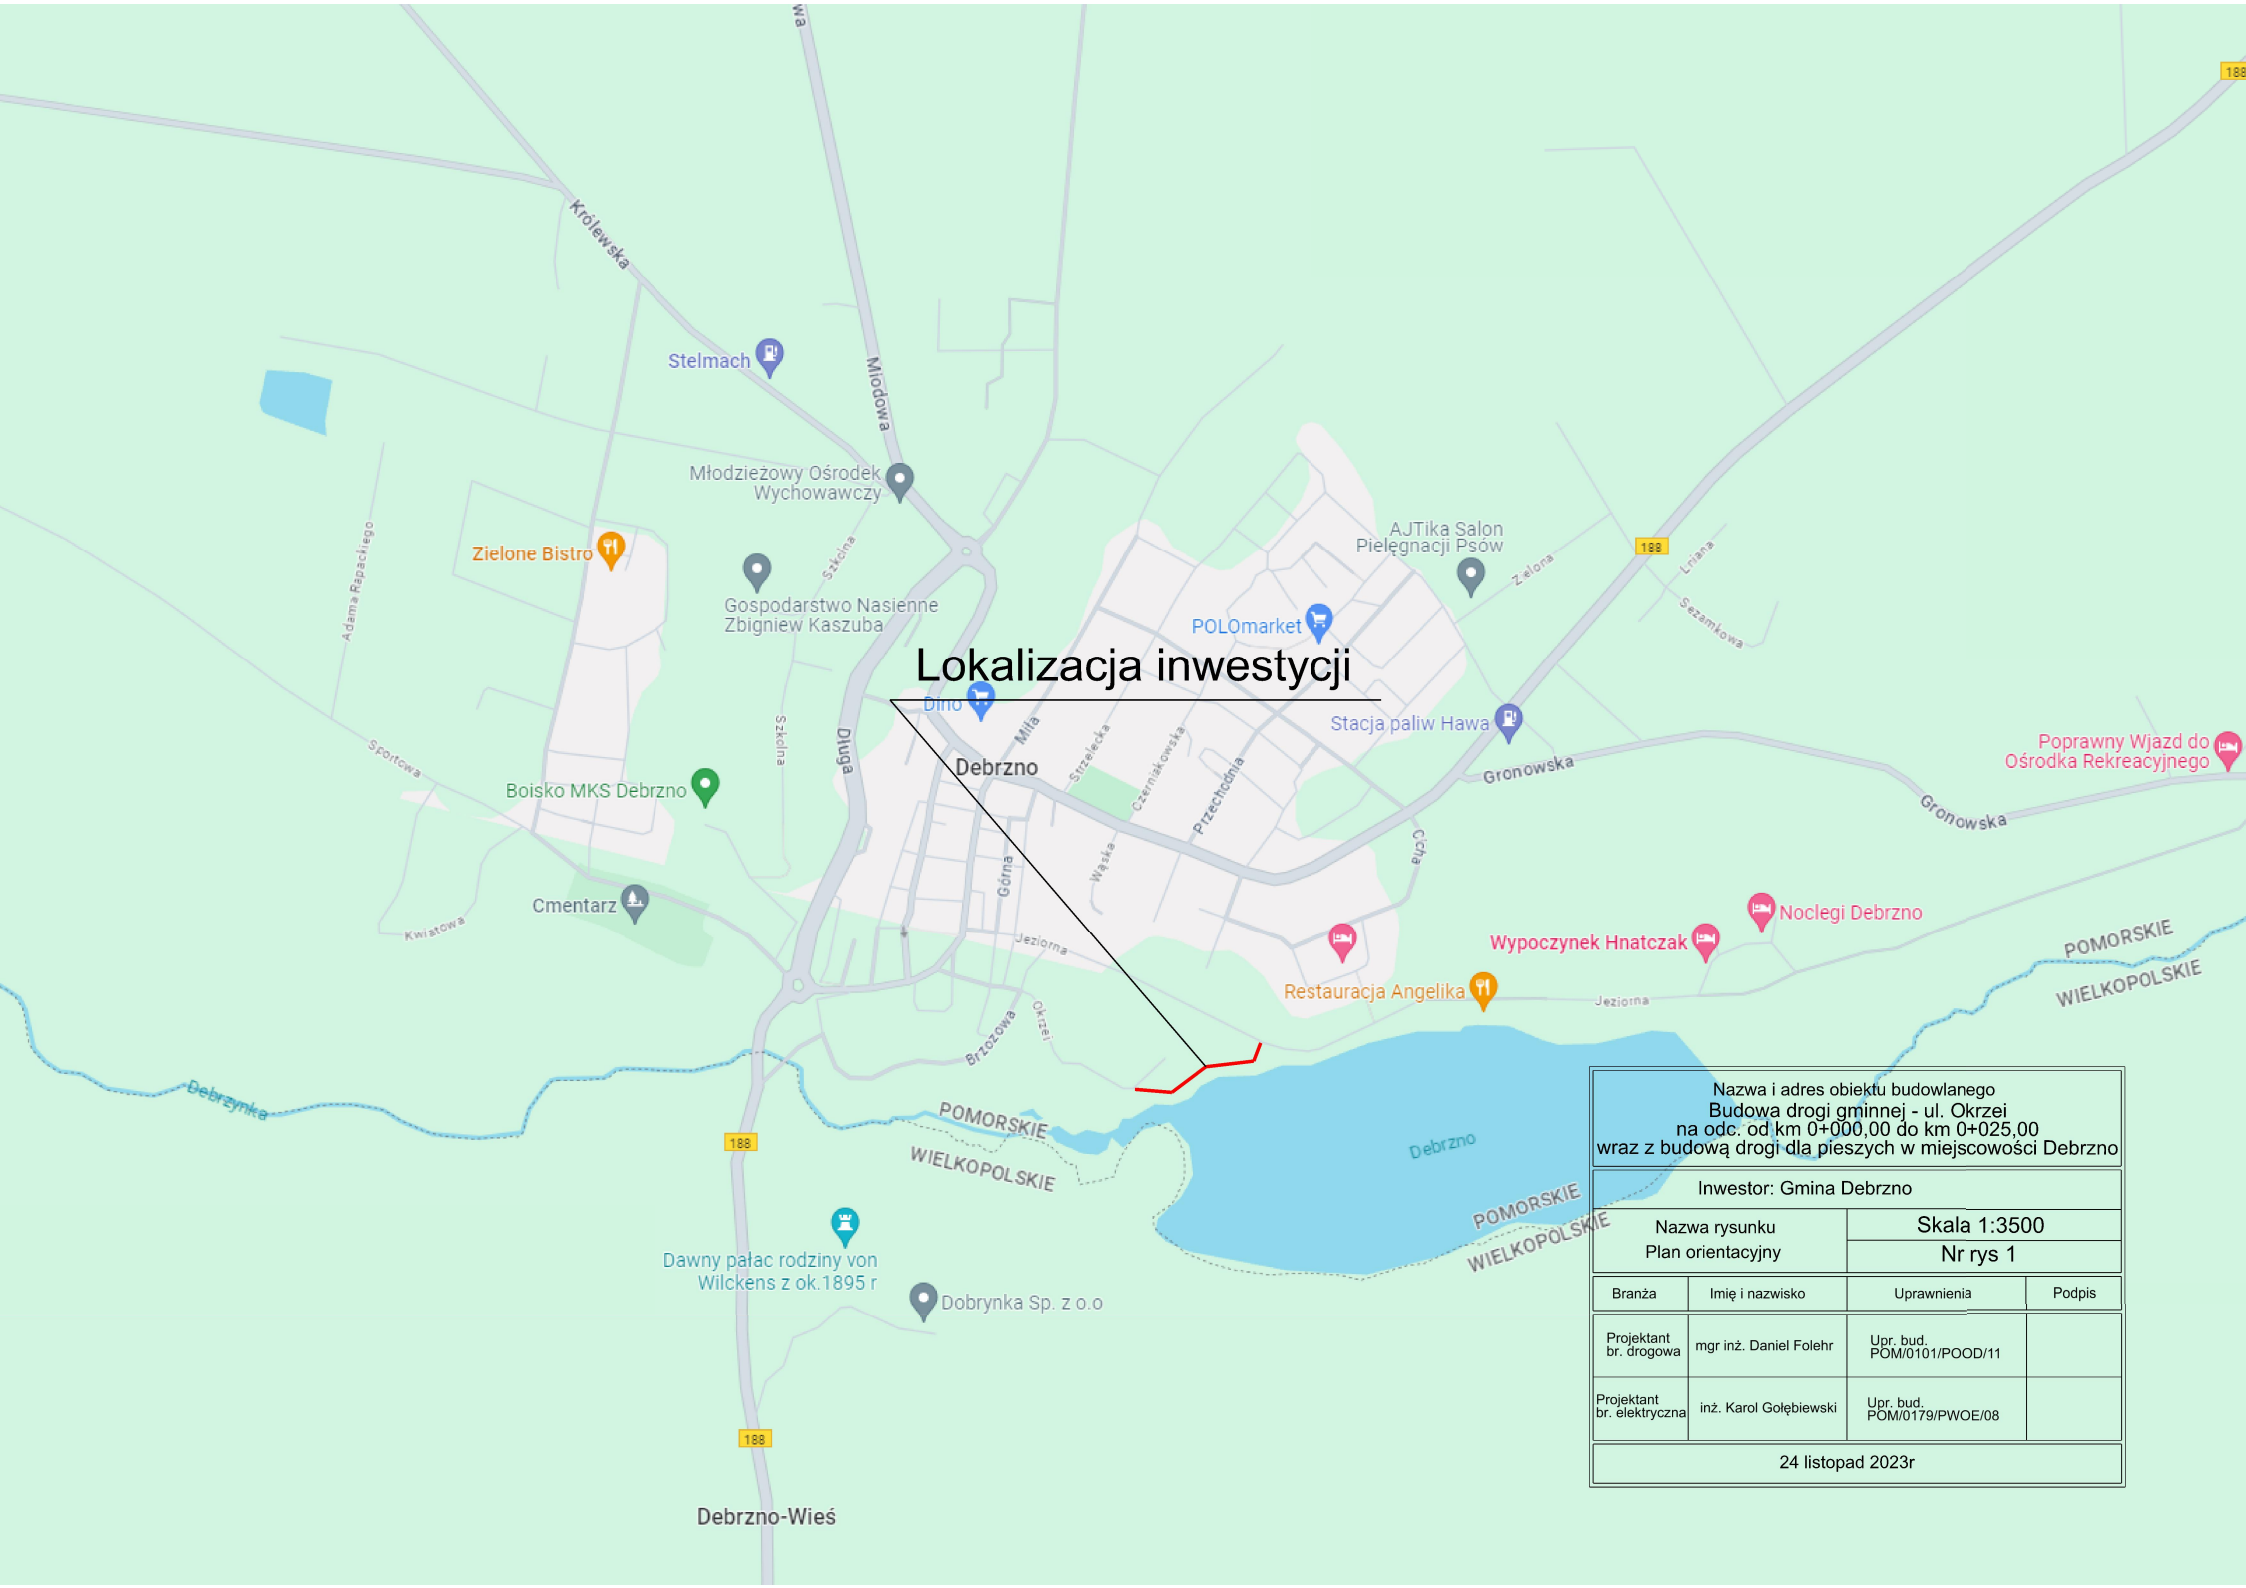 wa
188
Królewska
Miodowa
Stelmach
Młodzieżowy Ośrodek
Wychowawczy
Zielone Bistro
Adama Rapackiego
Szkolna
Gospodarstwo Nasienne
Zbigniew Kaszuba
AJTika Salon
Pielęgnacji Psów
Zielona
188
Lniana
Sezamkowa
POLOmarket
Lokalizacja inwestycji
Dino
Miła
Strzelecka
Czerniakowska
Przechodnia
Stacja paliw Hawa
Gronowska
Gronowska
Poprawny Wjazd do
Ośrodka Rekreacyjnego
Szkolna
Długa
Debrzno
Sportowa
Boisko MKS Debrzno
Cicha
Wąska
Górna
Cmentarz
Kwiatowa
Jeziorna
Noclegi Debrzno
Wypoczynek Hnatczak
POMORSKIE
WIELKOPOLSKIE
Restauracja Angelika
Jeziorna
Okrzei
Brzozowa
Debrzynka
POMORSKIE
WIELKOPOLSKIE
188
Debrzno
POMORSKIE
WIELKOPOLSKIE
Dawny pałac rodziny von
Wilckens z ok.1895 r
Dobrynka Sp. z o.o
188
Debrzno-Wieś
Nazwa i adres obiektu budowlanego
Budowa drogi gminnej - ul. Okrzei
na odc. od km 0+000,00 do km 0+025,00
wraz z budową drogi dla pieszych w miejscowości Debrzno
Inwestor: Gmina Debrzno
Nazwa rysunku
Plan orientacyjny
Skala 1:3500
Nr rys 1
Branża Imię i nazwisko Uprawnienia Podpis
Projektant
br. drogowa
mgr inż. Daniel Folehr
Upr. bud.
POM/0101/POOD/11
Projektant
br. elektryczna
inż. Karol Gołębiewski
Upr. bud.
POM/0179/PWOE/08
24 listopad 2023r